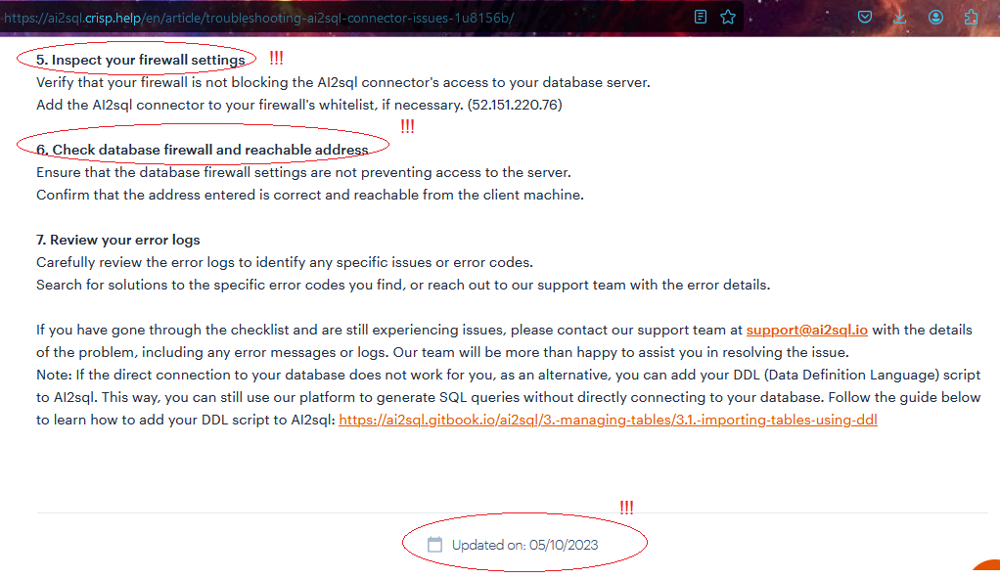 https://ai2sql.crisp.help/en/article/troubleshooting-ai2sql-connector-issues-1u8156b/
5. Inspect your firewall settings !!!
Verify that your firewall is not blocking the AI2sql connector's access to your database server.
Add the AI2sql connector to your firewall's whitelist, if necessary. (52.151.220.76)
!!!
6. Check database firewall and reachable address
Ensure that the database firewall settings are not preventing access to the server.
Confirm that the address entered is correct and reachable from the client machine.
7. Review your error logs
Carefully review the error logs to identify any specific issues or error codes.
Search for solutions to the specific error codes you find, or reach out to our support team with the error details.
If you have gone through the checklist and are still experiencing issues, please contact our support team at support@ai2sql.io with the details
of the problem, including any error messages or logs. Our team will be more than happy to assist you in resolving the issue.
Note: If the direct connection to your database does not work for you, as an alternative, you can add your DDL (Data Definition Language) script
to AI2sql. This way, you can still use our platform to generate SQL queries without directly connecting to your database. Follow the guide below
to learn how to add your DDL script to AI2sql: https://ai2sql.gitbook.io/ai2sql/3.-managing-tables/3.1.-importing-tables-using-ddl
!!!
Updated on: 05/10/2023